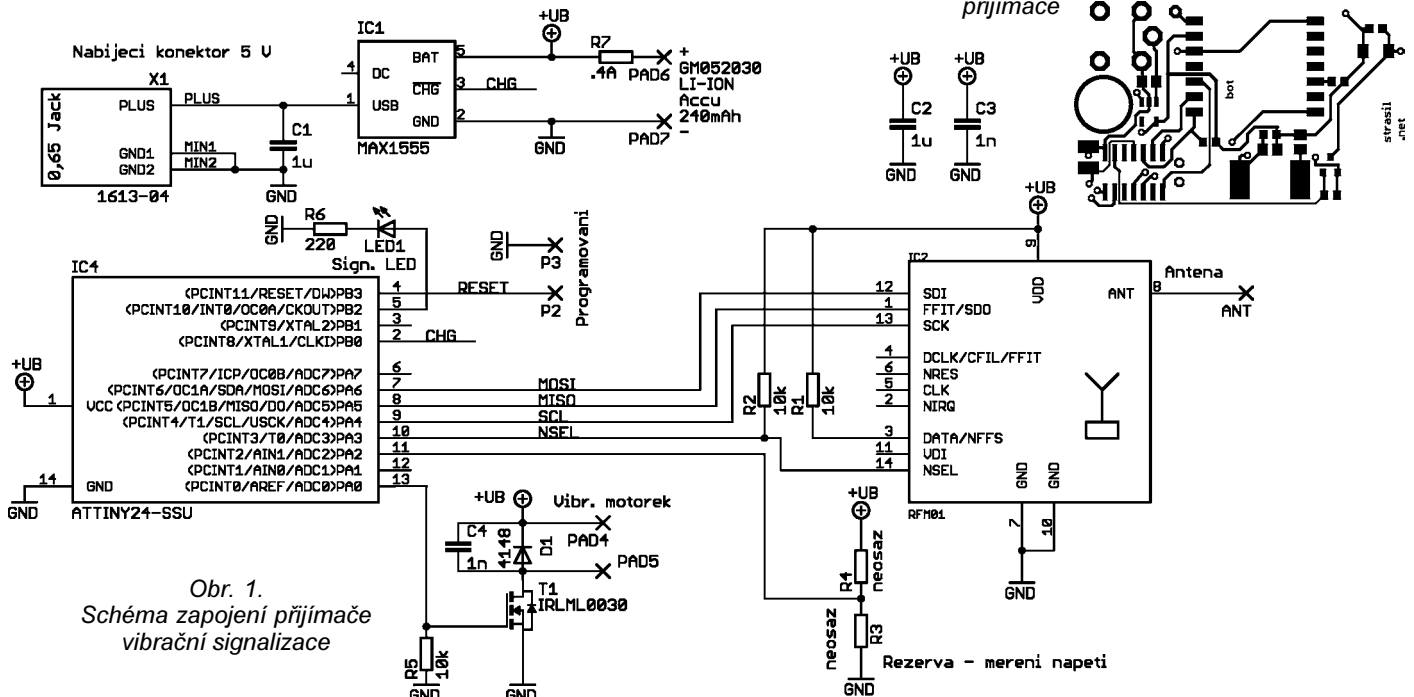 přijímače
bot
strasil
.net
Nabijeci konektor 5 V
X1
0,65 Jack
PLUS
GND1
GND2
1613-04
PLUS
MIN1
MIN2
C1
1u
GND
IC1
4
DC
1
USB
BAT
5
CHG
3
CHG
GND
2
MAX1555
+UB
R7
.4A
PAD6
+
GM052030
LI-ION
Accu
240mAh
-
PAD7
GND
+UB
C2
1u
GND
+UB
C3
1n
GND
GND
R6
220
LED1
Sign. LED
GND
P3
P2
Programovani
IC4
(PCINT11/RESET/DW)PB3
4
RESET
(PCINT10/INT0/OC0A/CKOUT)PB2
5
(PCINT9/XTAL2)PB1
3
(PCINT8/XTAL1/CLKI)PB0
2
CHG
(PCINT7/ICP/OC0B/ADC7)PA7
6
(PCINT6/OC1A/SDA/MOSI/ADC6)PA6
7
MOSI
+UB
1
VCC
(PCINT5/OC1B/MISO/DO/ADC5)PA5
8
MISO
(PCINT4/T1/SCL/USCK/ADC4)PA4
9
SCL
(PCINT3/T0/ADC3)PA3
10
NSEL
(PCINT2/AIN1/ADC2)PA2
11
(PCINT1/AIN0/ADC1)PA1
12
14
GND
(PCINT0/AREF/ADC0)PA0
13
GND
ATTINY24-SSU
R2
10k
R1
10k
+UB
9
IC2
VDD
12
SDI
1
FFIT/SDO
13
SCK
4
DCLK/CFIL/FFIT
6
NRES
5
CLK
2
NIRQ
3
DATA/NFFS
11
VDI
14
NSEL
ANT
8
Antena
ANT
GND
GND
7
10
RFM01
GND
+UB
Vibr. motorek
C4
1n
4148
D1
PAD4
PAD5
T1
IRLML0030
R5
10k
GND
GND
+UB
R4
neosaz
R3
neosaz
GND
Rezerva - mereni napeti
Obr. 1.
Schéma zapojení přijímače
vibrační signalizace